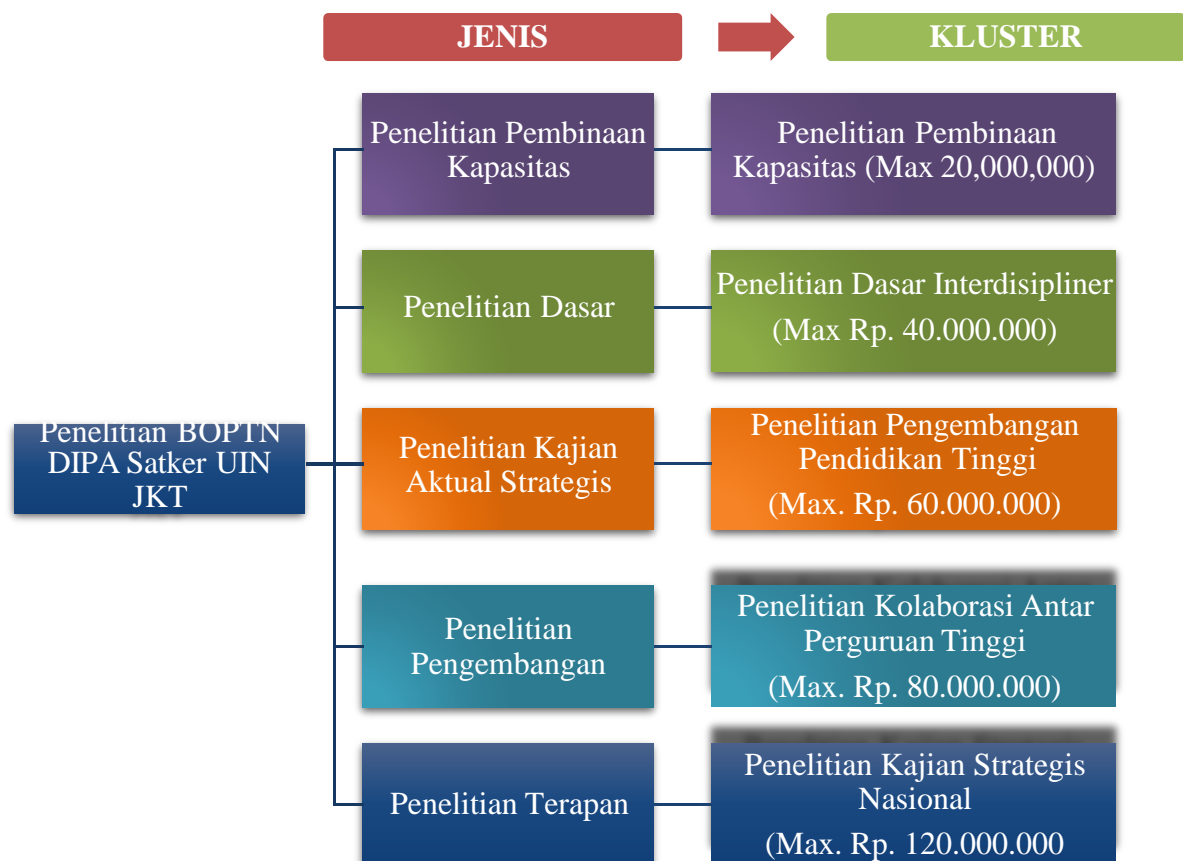 JENIS
KLUSTER
Penelitian Pembinaan
Kapasitas
Penelitian Pembinaan
Kapasitas (Max 20,000,000)
Penelitian Dasar
Penelitian Dasar Interdisipliner
(Max Rp. 40.000.000)
Penelitian BOPTN
DIPA Satker UIN
JKT
Penelitian Kajian
Aktual Strategis
Penelitian Pengembangan
Pendidikan Tinggi
(Max. Rp. 60.000.000)
Penelitian
Pengembangan
Penelitian Kolaborasi Antar
Perguruan Tinggi
(Max. Rp. 80.000.000)
Penelitian Terapan
Penelitian Kajian Strategis
Nasional
(Max. Rp. 120.000.000